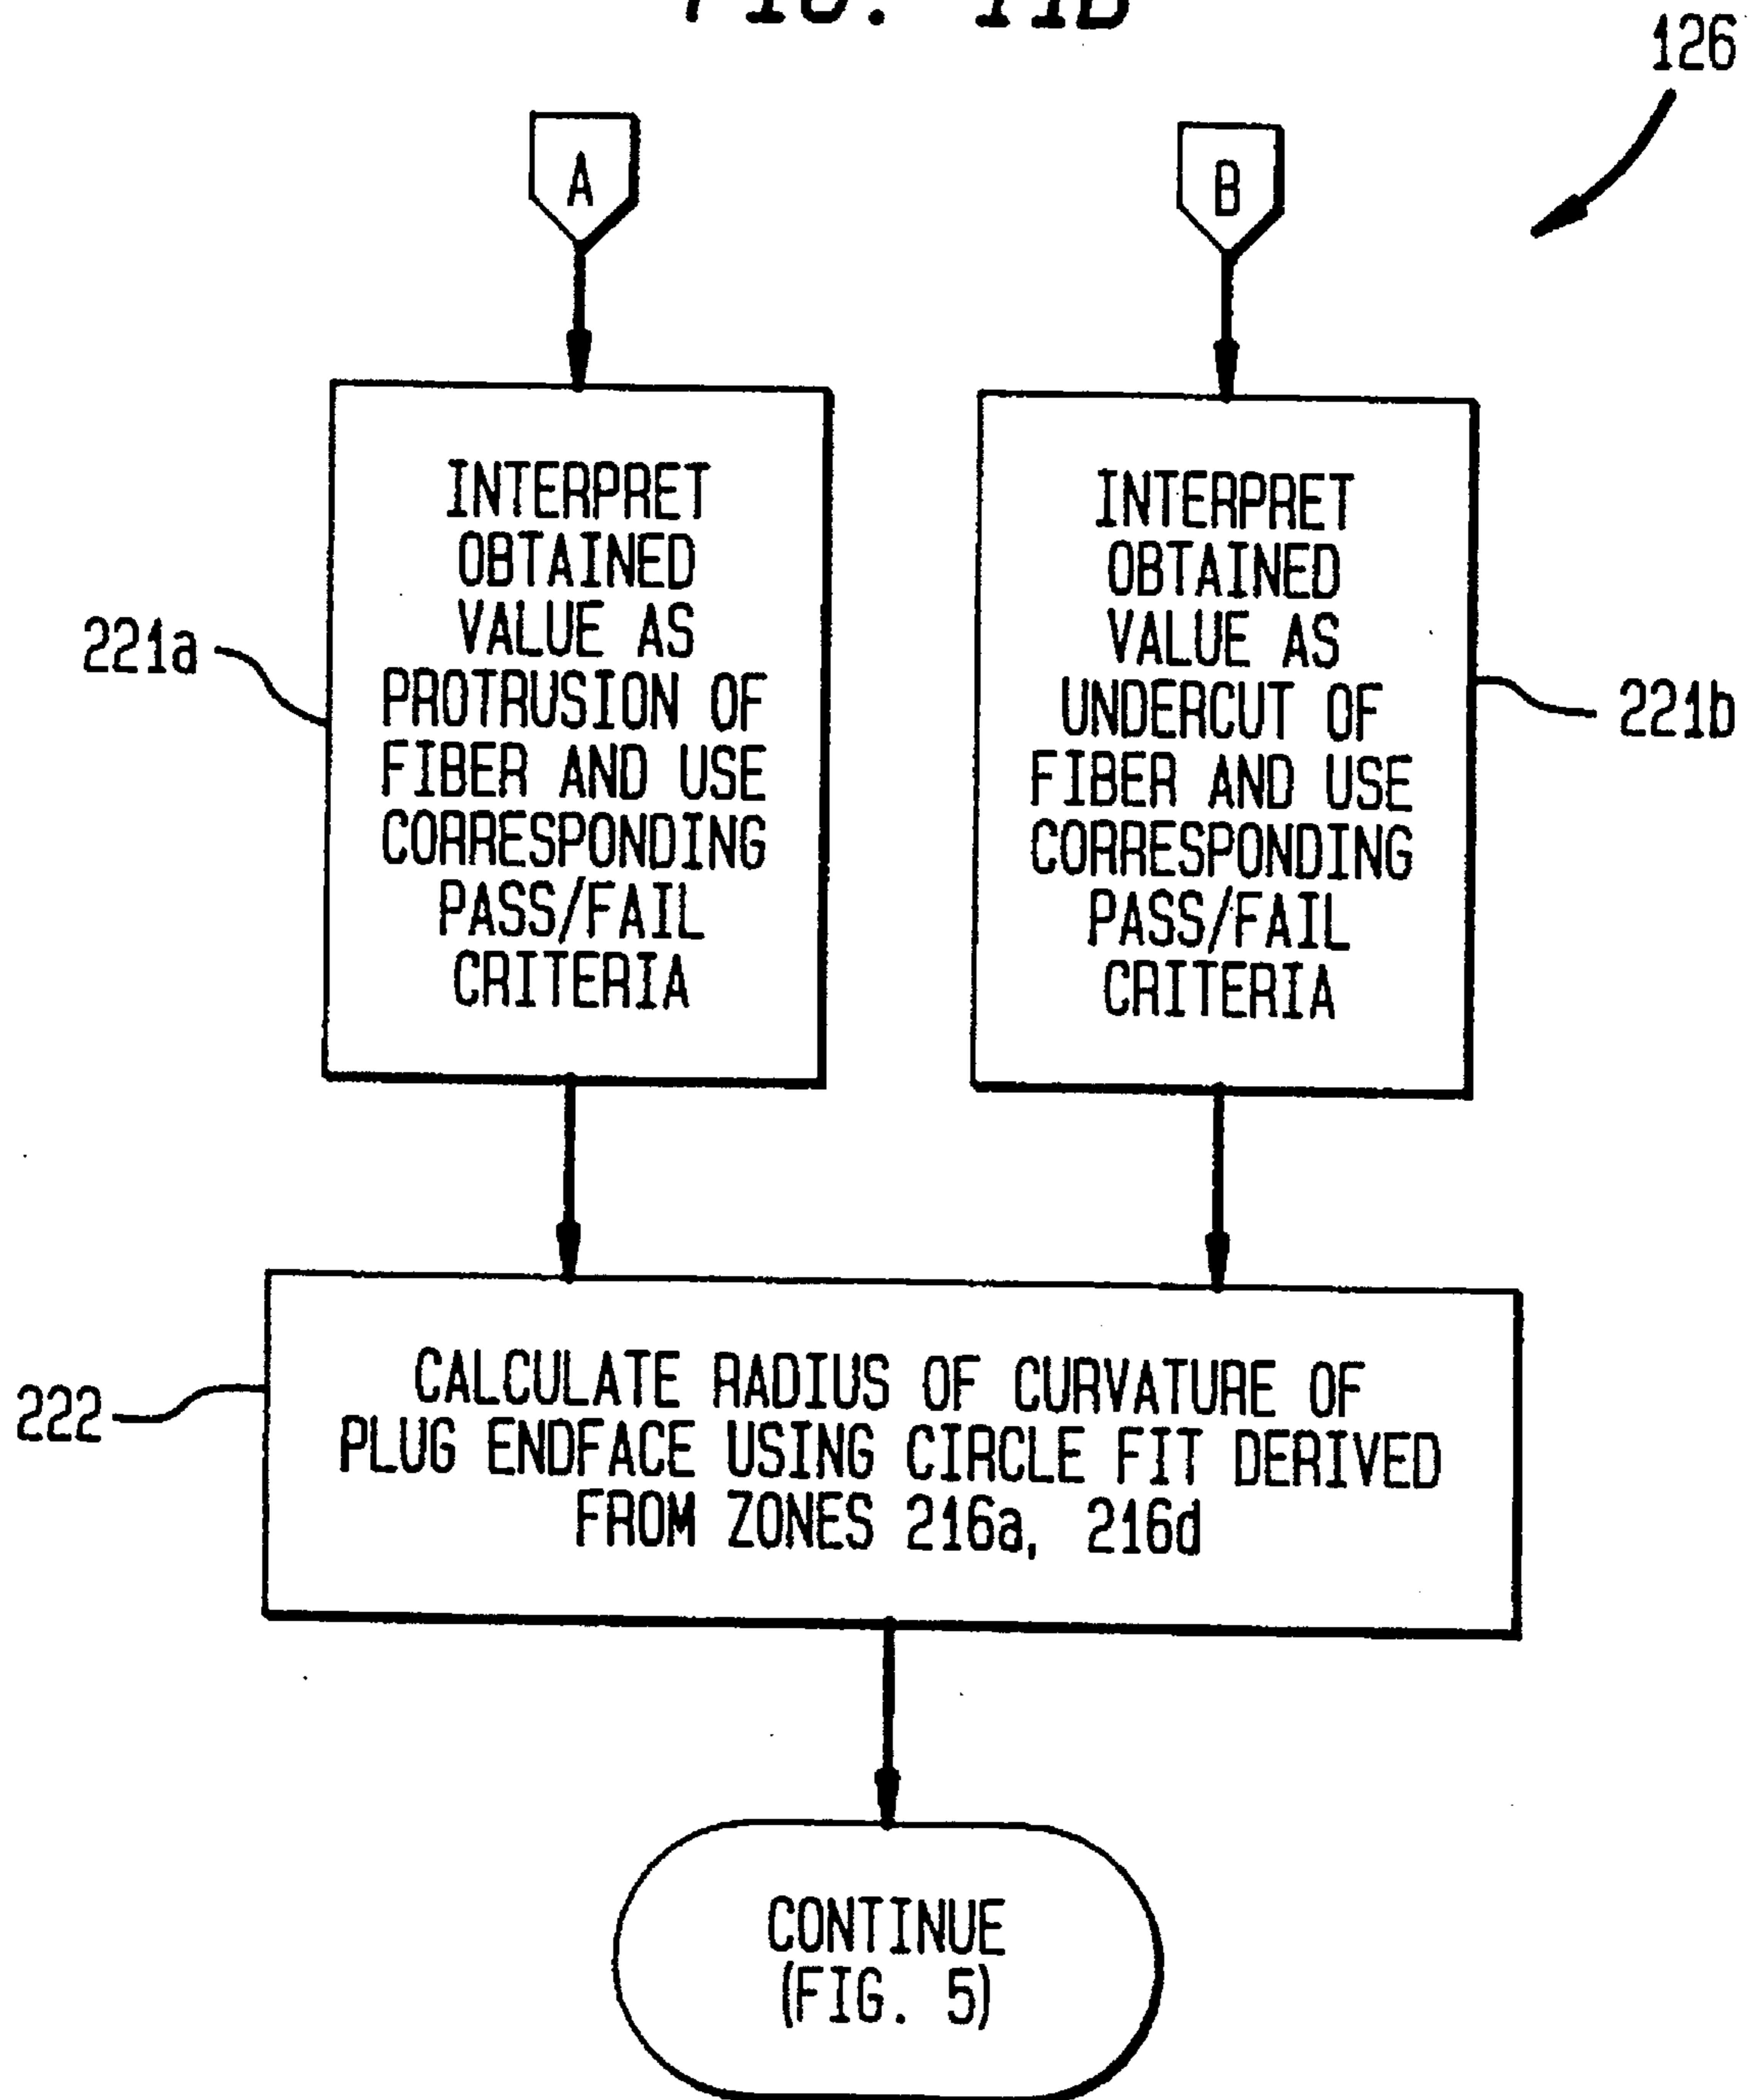 FIG. 11B
126
A
B
INTERPRET
OBTAINED
VALUE AS
PROTRUSION OF
FIBER AND USE
CORRESPONDING
PASS/FAIL
CRITERIA
221a
INTERPRET
OBTAINED
VALUE AS
UNDERCUT OF
FIBER AND USE
CORRESPONDING
PASS/FAIL
CRITERIA
221b
222
CALCULATE RADIUS OF CURVATURE OF
PLUG ENDFACE USING CIRCLE FIT DERIVED
FROM ZONES 216a, 216d
CONTINUE
(FIG. 5)